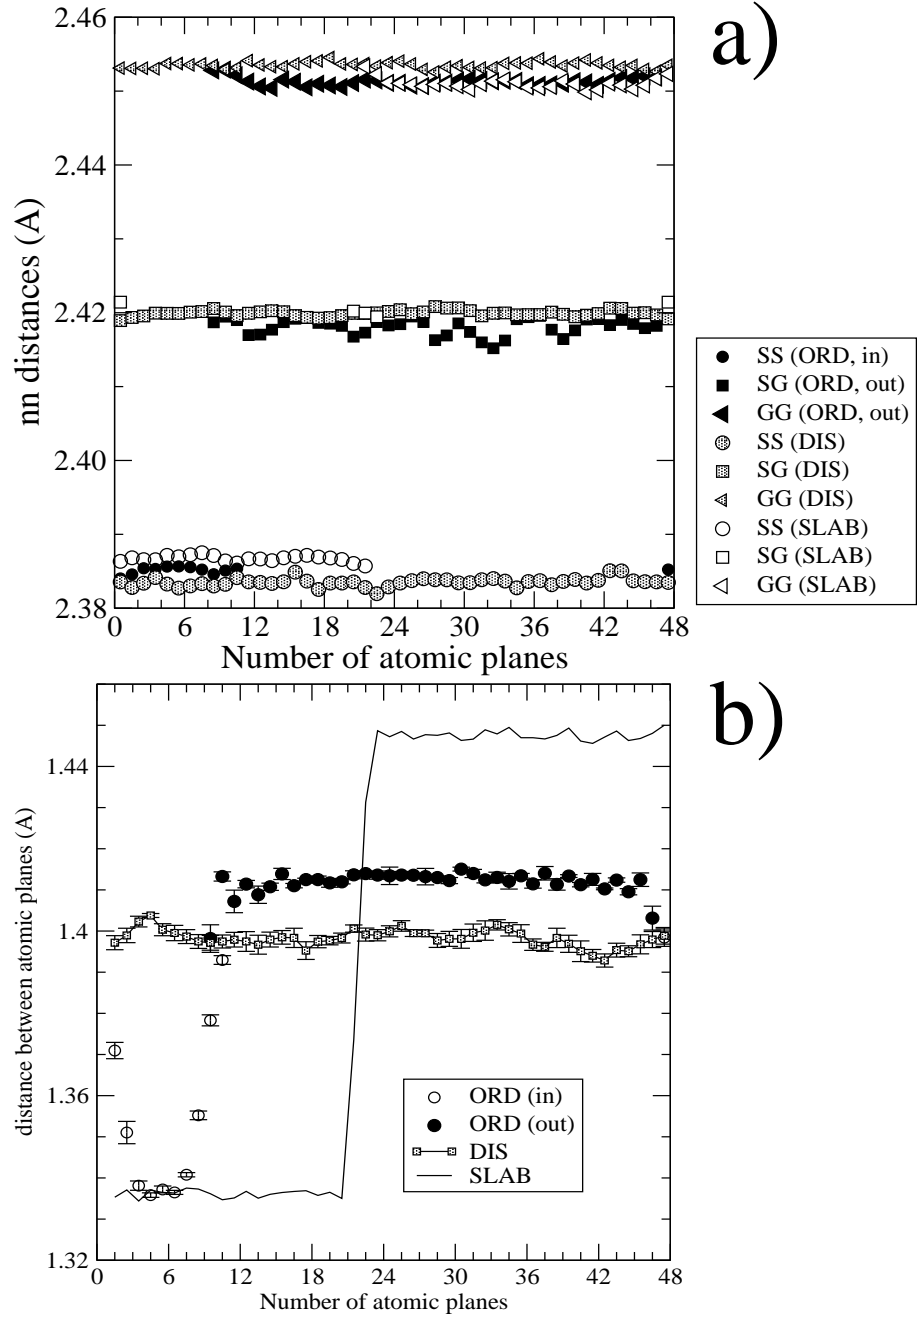 a)
2.46
2.44
2.42
2.40
2.38
nn distances (A)
0 6 12 18 24 30 36 42 48
Number of atomic planes
SS (ORD, in)
SG (ORD, out)
GG (ORD, out)
SS (DIS)
SG (DIS)
GG (DIS)
SS (SLAB)
SG (SLAB)
GG (SLAB)
b)
1.44
1.4
1.36
1.32
distance between atomic planes (A)
ORD (in)
ORD (out)
DIS
SLAB
0 6 12 18 24 30 36 42 48
Number of atomic planes